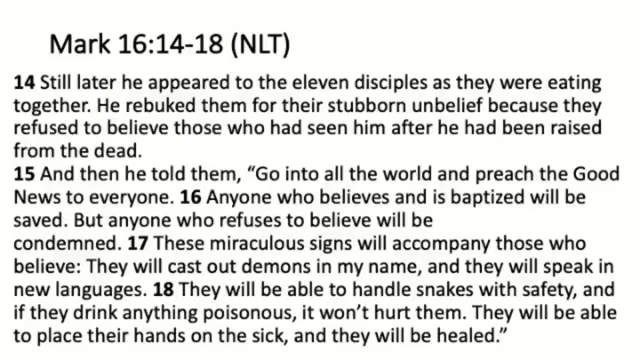 Mark 16:14-18 (NLT)
14 Still later he appeared to the eleven disciples as they were eating
together. He rebuked them for their stubborn unbelief because they
refused to believe those who had seen him after he had been raised
from the dead.
15 And then he told them, “Go into all the world and preach the Good
News to everyone. 16 Anyone who believes and is baptized will be
saved. But anyone who refuses to believe will be
condemned. 17 These miraculous signs will accompany those who
believe: They will cast out demons in my name, and they will speak in
new languages. 18 They will be able to handle snakes with safety, and
if they drink anything poisonous, it won’t hurt them. They will be able
to place their hands on the sick, and they will be healed.”